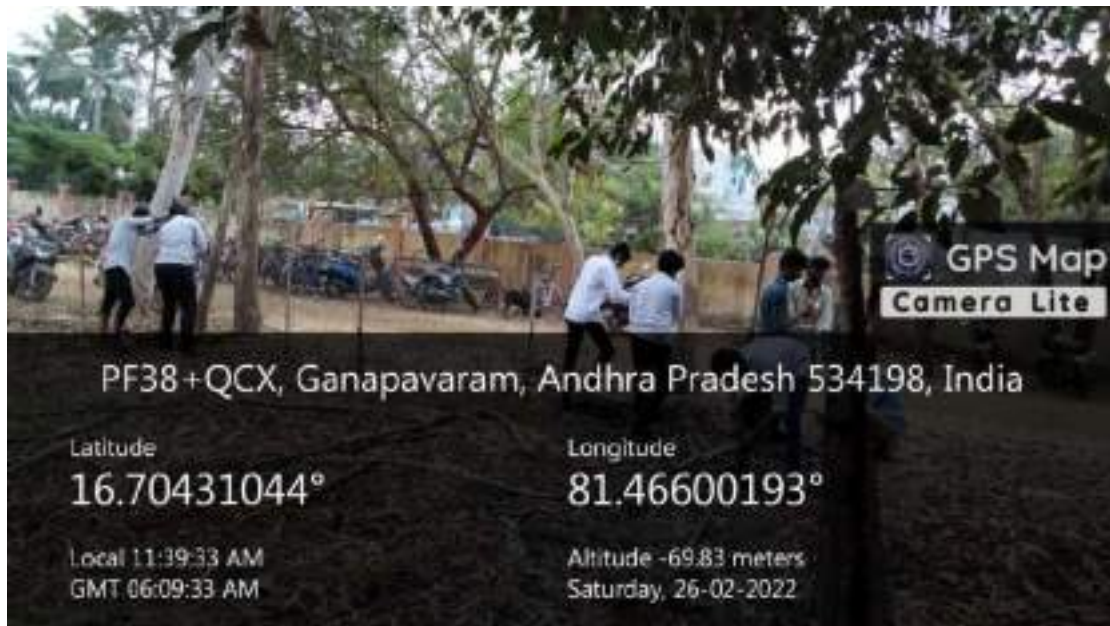 GPS Map
Camera Lite
PF38+QCX, Ganapavaram, Andhra Pradesh 534198, India
Latitude
16.70431044°
Longitude
81.46600193°
Local 11:39:33 AM
GMT 06:09:33 AM
Altitude -69.83 meters
Saturday, 26-02-2022